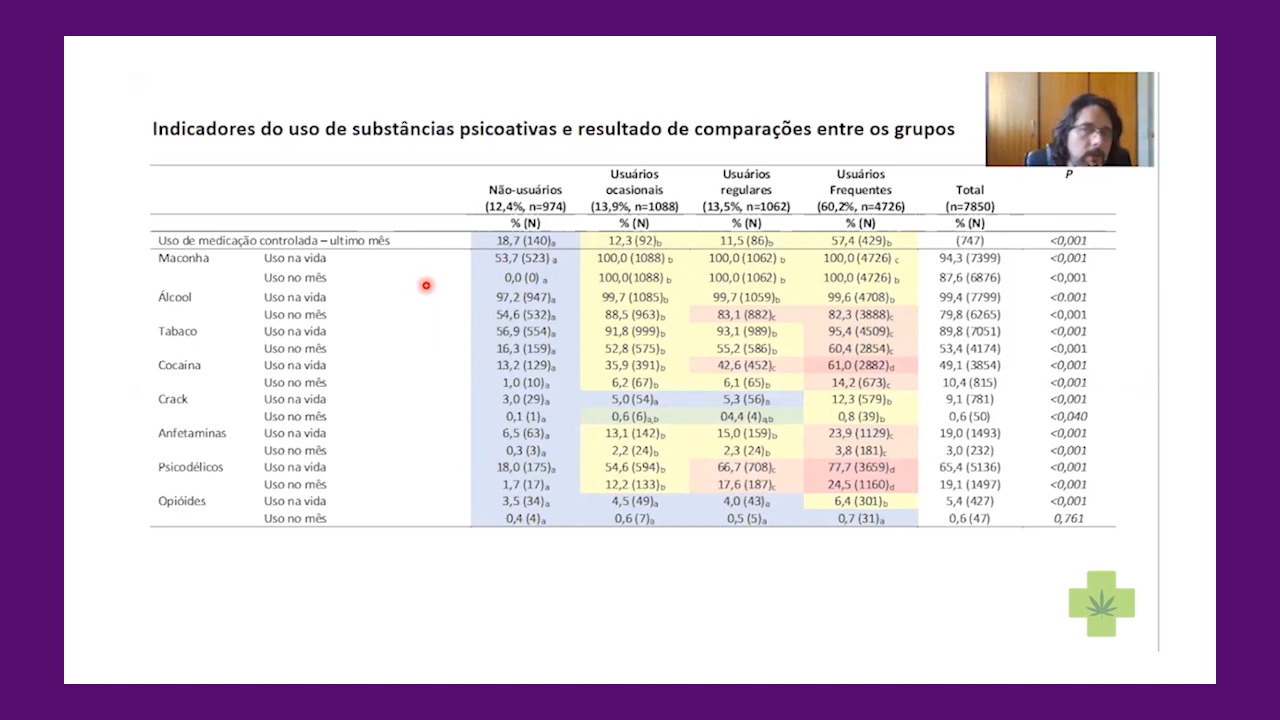 Indicadores do uso de substâncias psicoativas e resultado de comparações entre os grupos
Não-usuários (12,4%, n=974) Usuários ocasionais (13,9%, n=1088) Usuários regulares (13,5%, n=1062) Usuários Frequentes (60,2%, n=4726) Total (n=7850) P
% (N) % (N) % (N) % (N) % (N)
Uso de medicação controlada – ultimo mês 18,7 (140)a 12,3 (92)b 11,5 (86)b 57,4 (429)b (747) <0,001
Maconha Uso na vida 53,7 (523) a 100,0 (1088) b 100,0 (1062) b 100,0 (4726) c 94,3 (7399) <0,001
Uso no mês 0,0 (0) a 100,0(1088) b 100,0 (1062) b 100,0 (4726) b 87,6 (6876) <0,001
Álcool Uso na vida 97,2 (947)a 99,7 (1085)b 99,7 (1059)b 99,6 (4708)b 99,4 (7799) <0.001
Uso no mês 54,6 (532)a 88,5 (963)b 83,1 (882)c 82,3 (3888)c 79,8 (6265) <0,001
Tabaco Uso na vida 56,9 (554)a 91,8 (999)b 93,1 (989)b 95,4 (4509)c 89,8 (7051) <0,001
Uso no mês 16,3 (159)a 52,8 (575)b 55,2 (586)b 60,4 (2854)c 53,4 (4174) <0,001
Cocaina Uso na vida 13,2 (129)a 35,9 (391)b 42,6 (452)c 61,0 (2882)d 49,1 (3854) <0,001
Uso no mês 1,0 (10)a 6,2 (67)b 6,1 (65)b 14,2 (673)c 10,4 (815) <0,001
Crack Uso na vida 3,0 (29)a 5,0 (54)a 5,3 (56)a 12,3 (579)b 9,1 (781) <0,001
Uso no mês 0,1 (1)a 0,6 (6)a,b 04,4 (4)a,b 0,8 (39)b 0,6 (50) <0,040
Anfetaminas Uso na vida 6,5 (63)a 13,1 (142)b 15,0 (159)b 23,9 (1129)c 19,0 (1493) <0,001
Uso no mês 0,3 (3)a 2,2 (24)b 2,3 (24)b 3,8 (181)c 3,0 (232) <0,001
Psicodélicos Uso na vida 18,0 (175)a 54,6 (594)b 66,7 (708)c 77,7 (3659)d 65,4 (5136) <0,001
Uso no mês 1,7 (17)a 12,2 (133)b 17,6 (187)c 24,5 (1160)d 19,1 (1497) <0,001
Opióides Uso na vida 3,5 (34)a 4,5 (49)a 4,0 (43)a 6,4 (301)b 5,4 (427) <0,001
Uso no mês 0,4 (4)a 0,6 (7)a 0,5 (5)a 0,7 (31)a 0,6 (47) 0,761